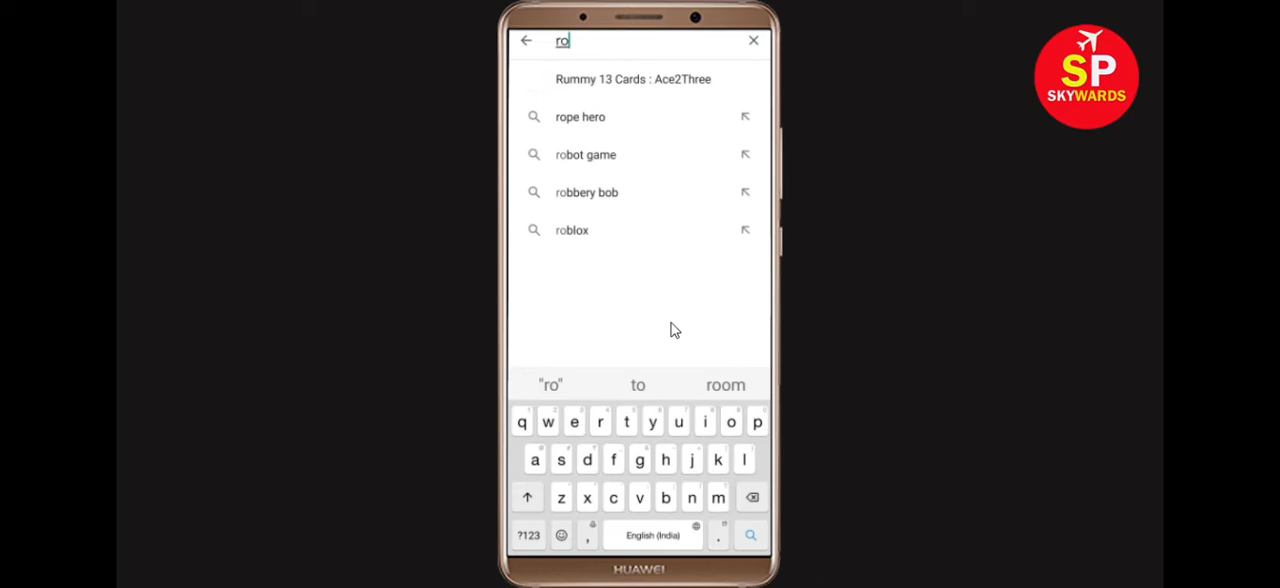 ro
SP
SKYWARDS
Rummy 13 Cards : Ace2Three
rope hero
robot game
robbery bob
roblox
"ro" to room
q w e r t y u i o p
a s d f g h j k l
z x c v b n m
?123 , English (India) .
HUAWEI